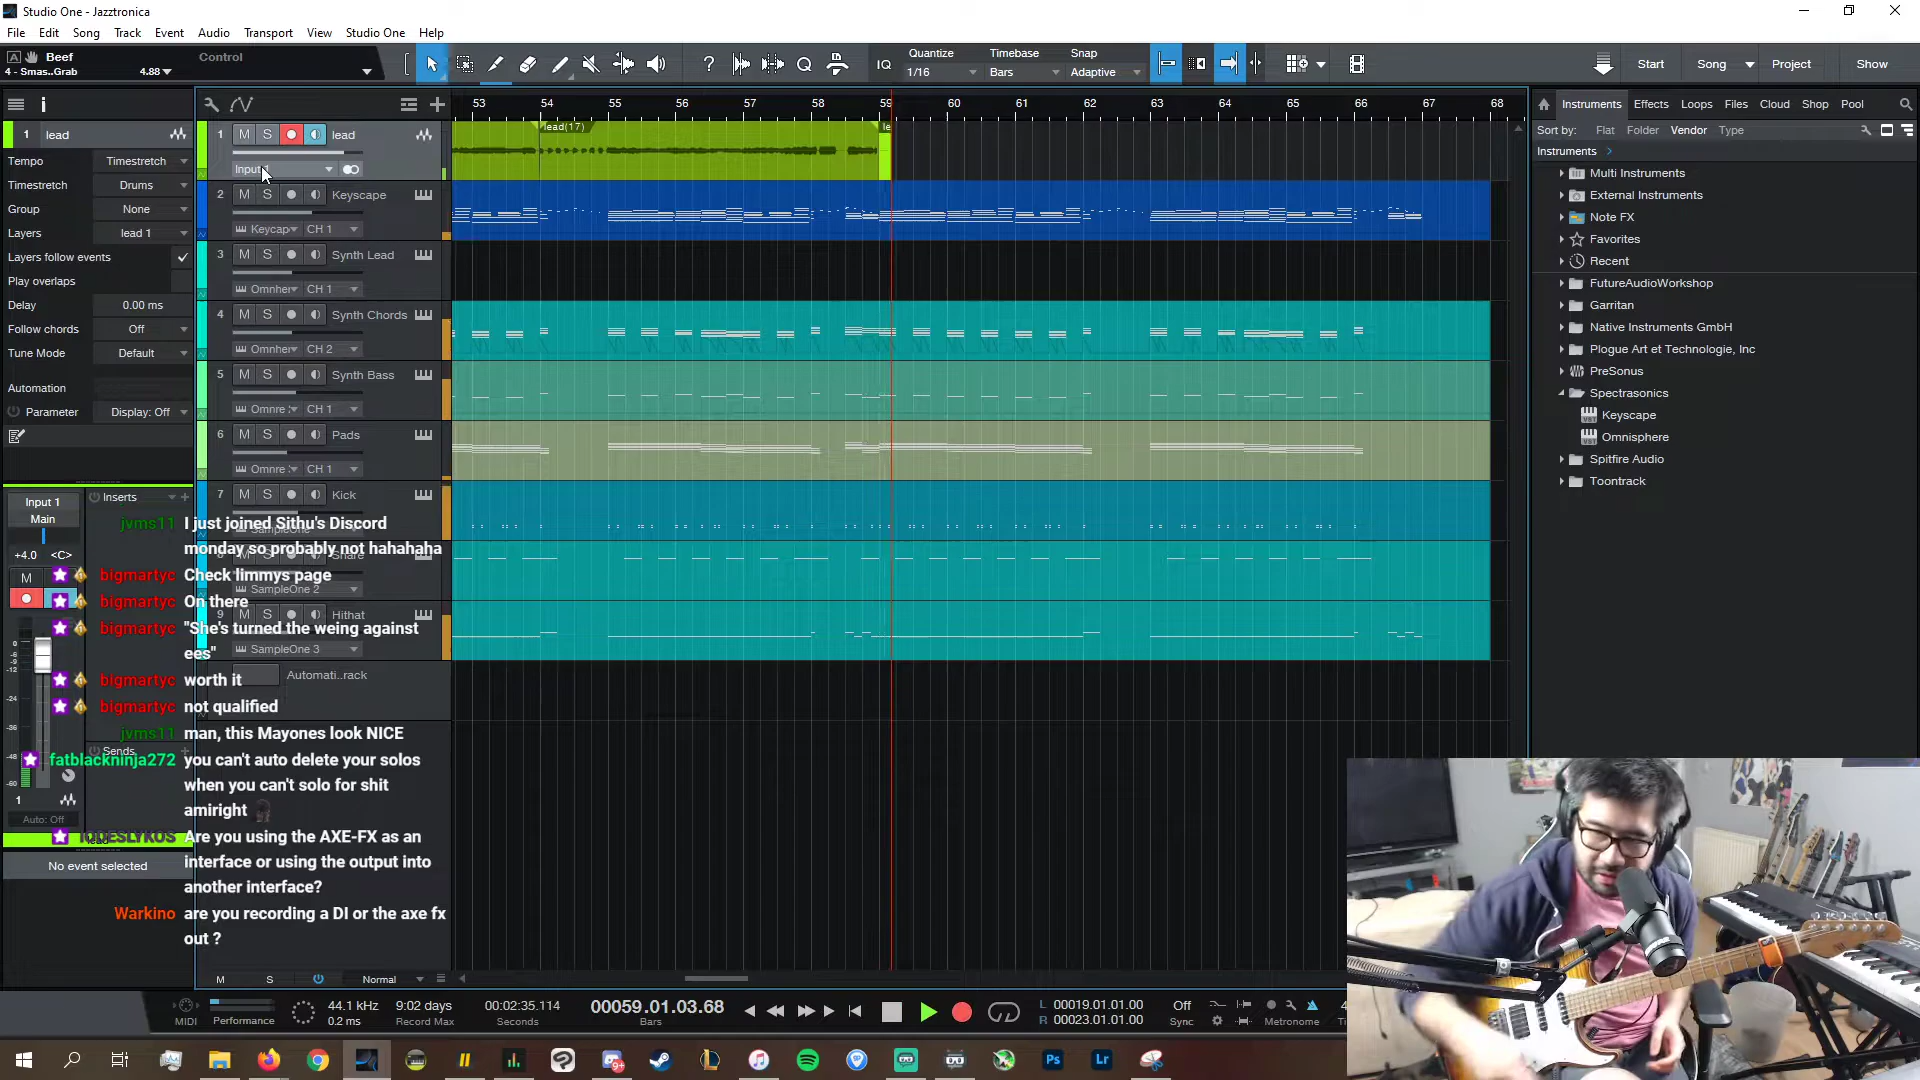 Studio One - Jazztronica
File Edit Song Track Event Audio Transport View Studio One Help
Beef
Control
4 - Smas..Grab
4.88
Quantize
1/16
Timebase
Bars
Snap
Adaptive
IQ
Start Song Project Show
53 54 55 56 57 58 59 60 61 62 63 64 65 66 67 68
1 lead
Tempo Timestretch
Timestretch Drums
Group None
Layers lead 1
Layers follow events
Play overlaps
Delay 0.00 ms
Follow chords Off
Tune Mode Default
Automation
Parameter Display: Off
1 M S lead
Input
lead(17)
le
2 M S Keyscape
Keycap CH 1
3 M S Synth Lead
Omnher CH 1
4 M S Synth Chords
Omnher CH 2
5 M S Synth Bass
Omnre CH 1
6 M S Pads
Omnre CH 1
7 M S Kick
SampleOne
SampleOne 2
9 M S Hithat
SampleOne 3
Automati..rack
Input 1
Main
+4.0 <C>
M
Inserts
Sends
1
Auto: Off
No event selected
jvms11 I just joined Sithu's Discord
monday so probably not hahahaha
bigmartyc Check limmys page
bigmartyc On there
bigmartyc "She's turned the weing against
ees"
bigmartyc worth it
bigmartyc not qualified
jvms11 man, this Mayones look NICE
fatblackninja272 you can't auto delete your solos
when you can't solo for shit
amiright
Are you using the AXE-FX as an
interface or using the output into
another interface?
Warkino are you recording a DI or the axe fx
out ?
M S Normal
Instruments Effects Loops Files Cloud Shop Pool
Sort by: Flat Folder Vendor Type
Instruments
Multi Instruments
External Instruments
Note FX
Favorites
Recent
FutureAudioWorkshop
Garritan
Native Instruments GmbH
Plogue Art et Technologie, Inc
PreSonus
Spectrasonics
Keyscape
Omnisphere
Spitfire Audio
Toontrack
MIDI
Performance
44.1 kHz
0.2 ms
9:02 days
Record Max
00:02:35.114
Seconds
00059.01.03.68
Bars
L 00019.01.01.00
R 00023.01.01.00
Off
Sync
Metronome
Ps
Lr